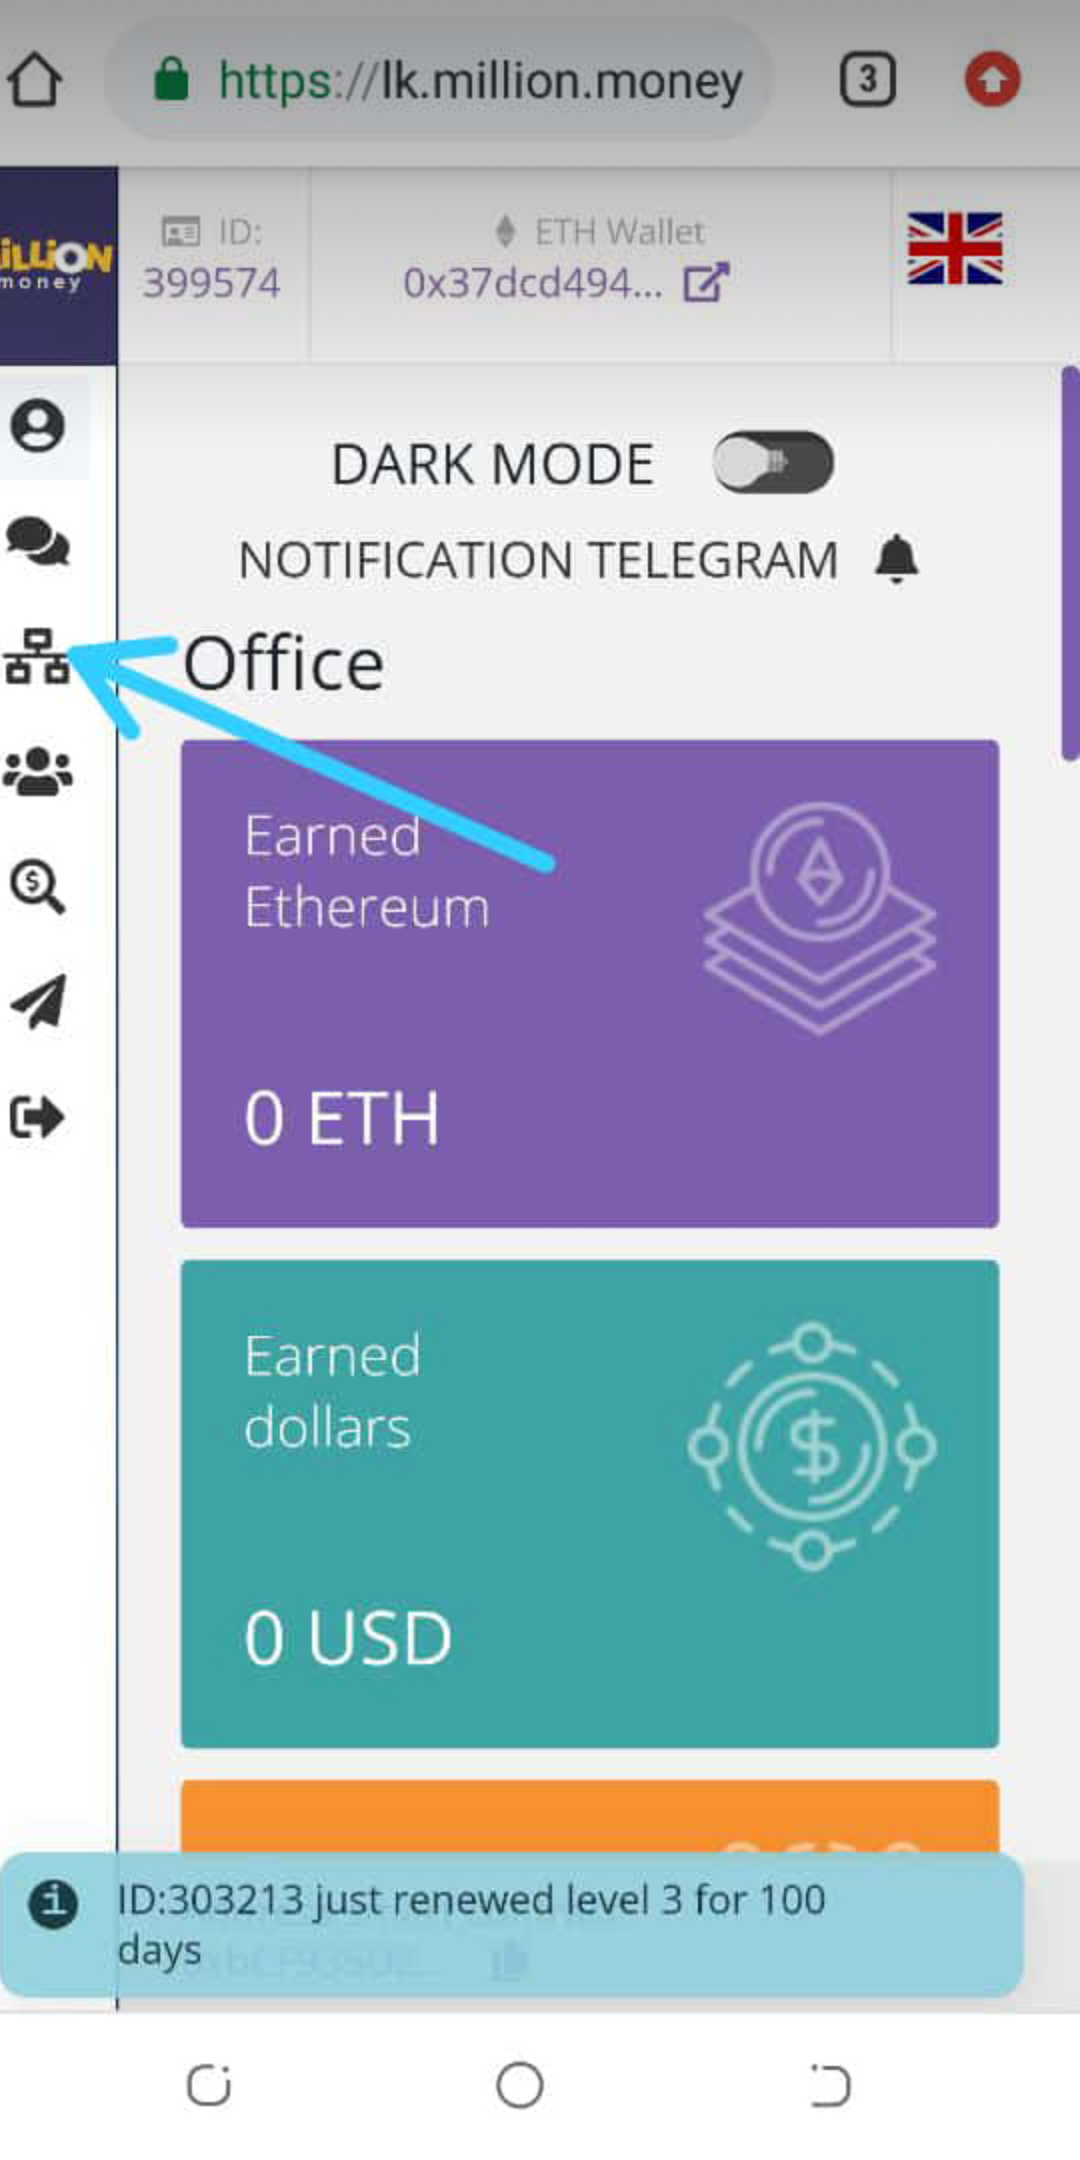 https://lk.million.money
3
iLLiON
money
ID:
399574
ETH Wallet
0x37dcd494...
DARK MODE
NOTIFICATION TELEGRAM
Office
Earned
Ethereum
0 ETH
Earned
dollars
0 USD
ID:303213 just renewed level 3 for 100
days